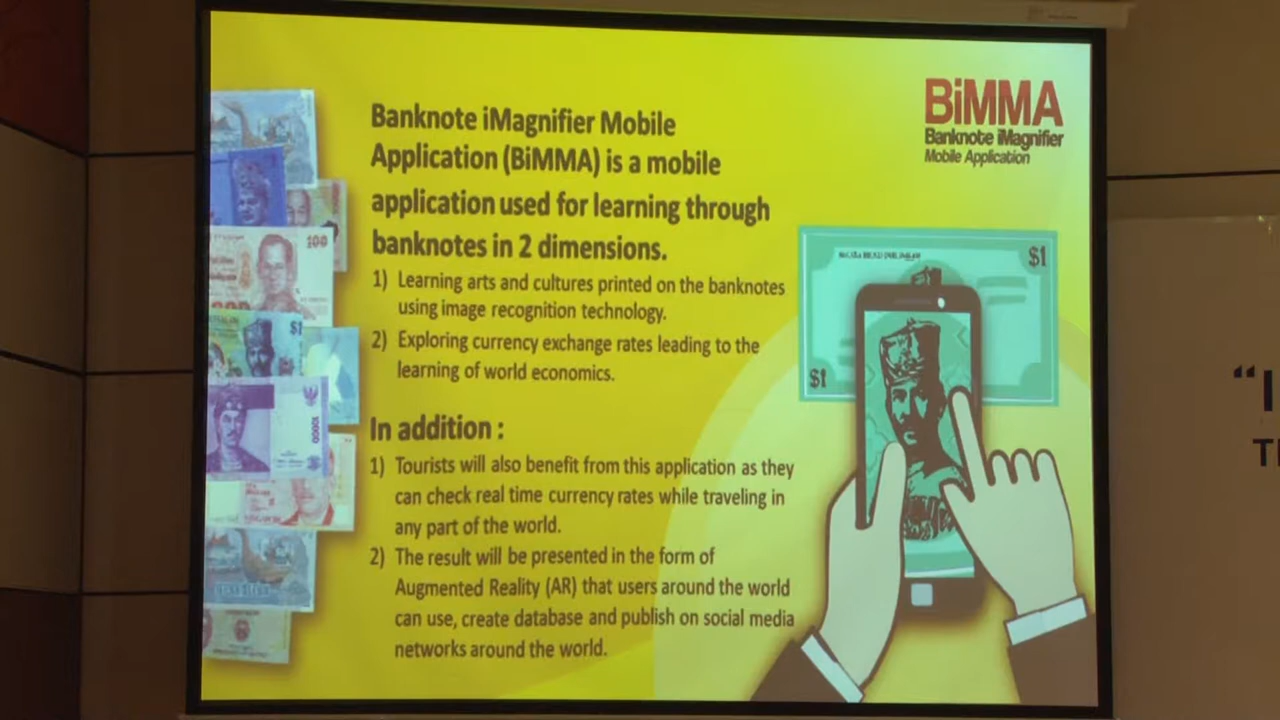 BiMMA
Banknote iMagnifier
Mobile Application
Banknote iMagnifier Mobile
Application (BiMMA) is a mobile
application used for learning through
banknotes in 2 dimensions.
1) Learning arts and cultures printed on the banknotes
using image recognition technology.
2) Exploring currency exchange rates leading to the
learning of world economics.
In addition :
1) Tourists will also benefit from this application as they
can check real time currency rates while traveling in
any part of the world.
2) The result will be presented in the form of
Augmented Reality (AR) that users around the world
can use, create database and publish on social media
networks around the world.
100
$1
10000
$1
$1
“I